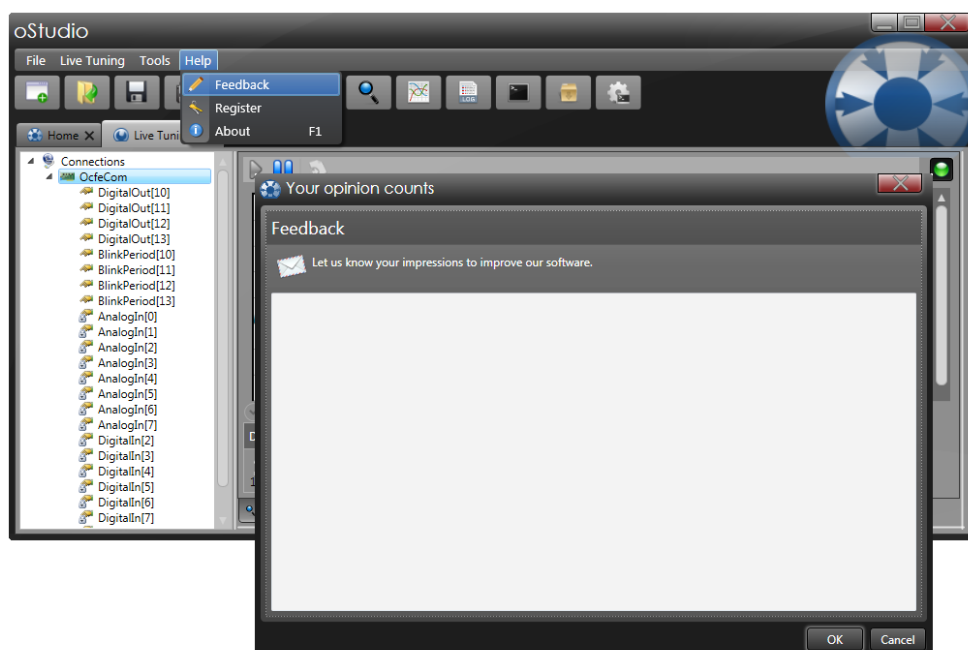 oStudio
File Live Tuning Tools Help
Feedback
Register
About F1
LOG
Home Live Tuni
Connections
OcfeCom
DigitalOut[10]
DigitalOut[11]
DigitalOut[12]
DigitalOut[13]
BlinkPeriod[10]
BlinkPeriod[11]
BlinkPeriod[12]
BlinkPeriod[13]
AnalogIn[0]
AnalogIn[1]
AnalogIn[2]
AnalogIn[3]
AnalogIn[4]
AnalogIn[5]
AnalogIn[6]
AnalogIn[7]
DigitalIn[2]
DigitalIn[3]
DigitalIn[4]
DigitalIn[5]
DigitalIn[6]
DigitalIn[7]
Your opinion counts
Feedback
Let us know your impressions to improve our software.
OK Cancel